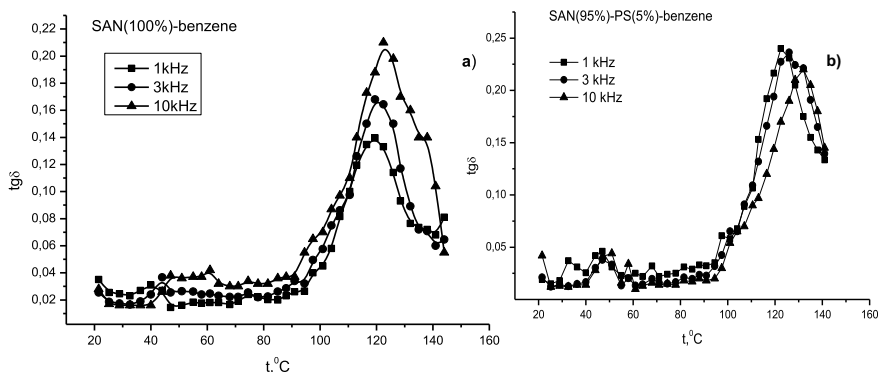 SAN(100%)-benzene
a)
1kHz
3kHz
10kHz
0,22
0,20
0,18
0,16
0,14
0,12
0,10
0,08
0,06
0,04
0,02
0,00
tgδ
20 40 60 80 100 120 140 160
t,⁰C
SAN(95%)-PS(5%)-benzene
b)
1 kHz
3 kHz
10 kHz
0,25
0,20
0,15
0,10
0,05
tgδ
20 40 60 80 100 120 140 160
t,⁰C